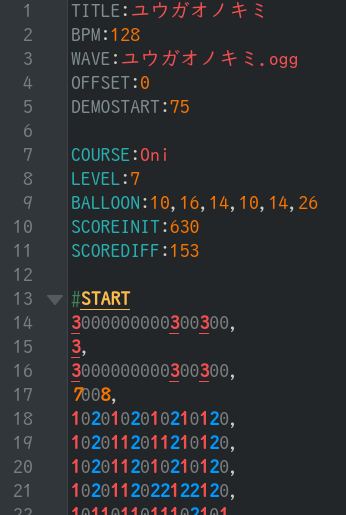 1 TITLE:ユウガオノキミ
2 BPM:128
3 WAVE:ユウガオノキミ.ogg
4 OFFSET:0
5 DEMOSTART:75
6
7 COURSE:Oni
8 LEVEL:7
9 BALLOON:10,16,14,10,14,26
10 SCOREINIT:630
11 SCOREDIFF:153
12
13 #START
14 3000000000300300,
15 3,
16 3000000000300300,
17 7008,
18 1020102010210120,
19 1020112011210120,
20 1020112010210120,
21 1020112022122120,
22 1011011011102101